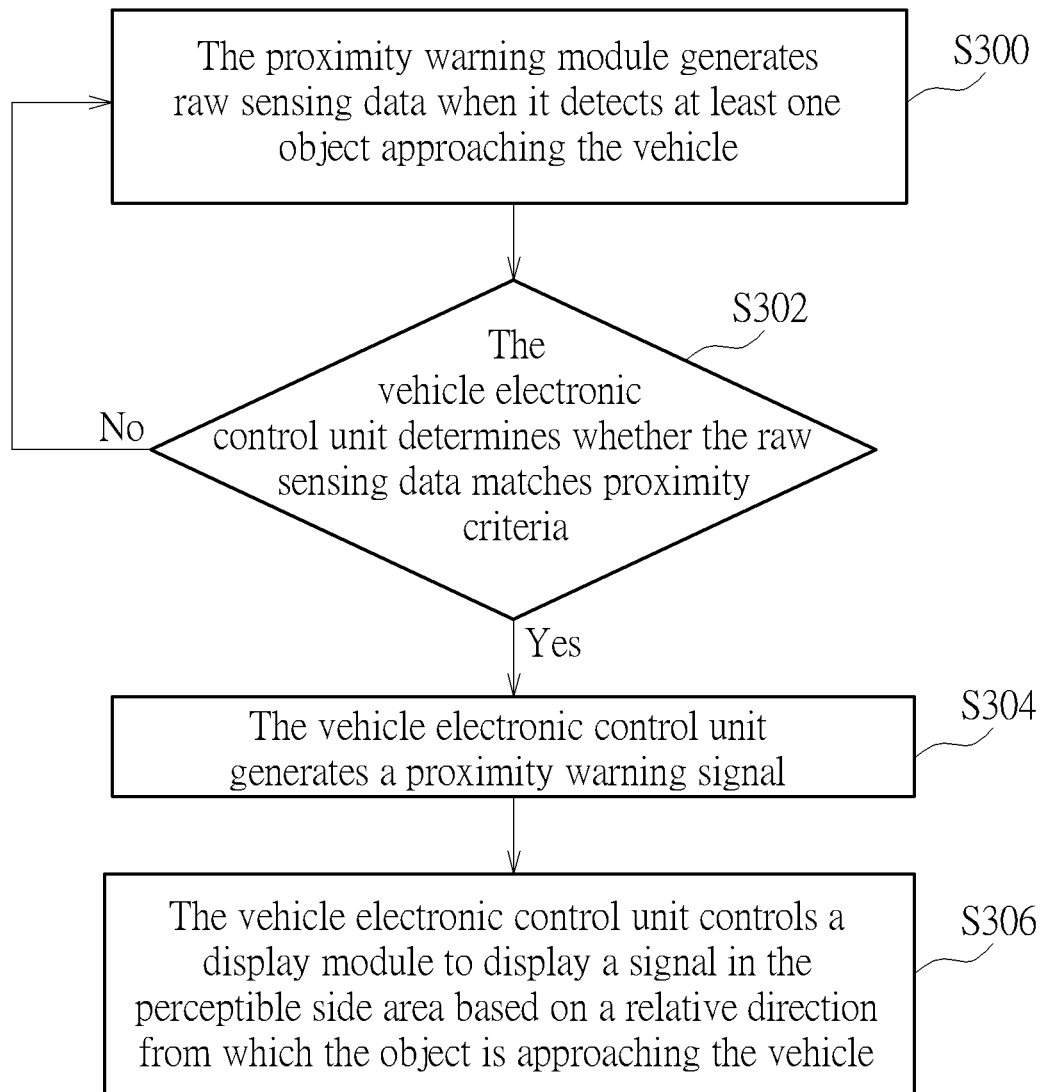 The proximity warning module generates
raw sensing data when it detects at least one
object approaching the vehicle
S300
The
vehicle electronic
control unit determines whether the raw
sensing data matches proximity
criteria
S302
No
Yes
The vehicle electronic control unit
generates a proximity warning signal
S304
The vehicle electronic control unit controls a
display module to display a signal in the
perceptible side area based on a relative direction
from which the object is approaching the vehicle
S306